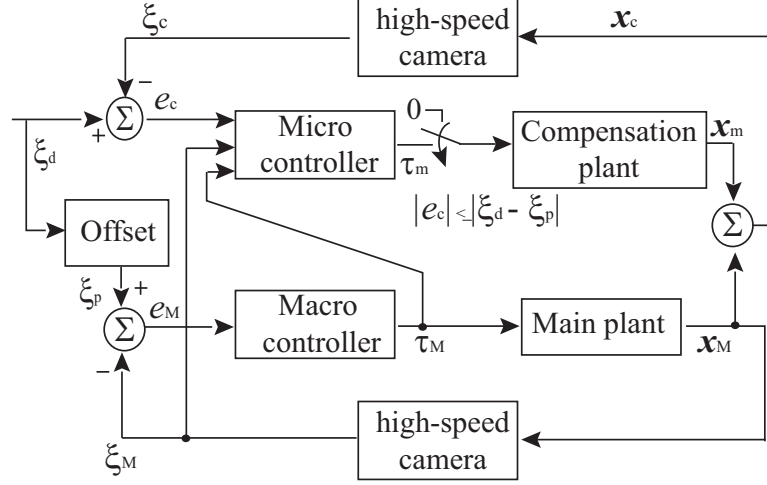 ξc
high-speed
camera
xc
−
Σ
ec
+
ξd
Micro
controller
τm
0
Compensation
plant
xm
|ec| ≤ |ξd - ξp|
Σ
Offset
ξp
+
eM
Σ
−
Macro
controller
τM
Main plant
xM
ξM
high-speed
camera